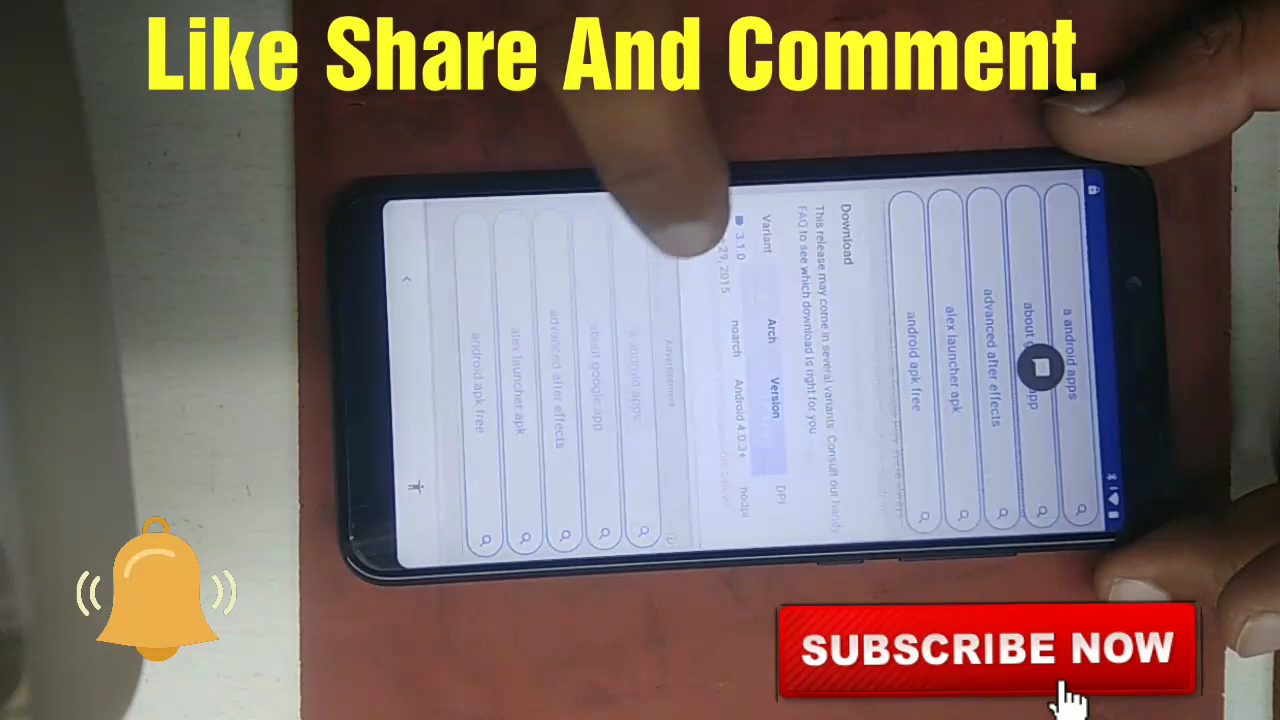 Like Share And Comment.
a android apps
about g
app
advanced after effects
alex launcher apk
android apk free
Download
This release may come in several variants. Consult our handy
FAQ to see which download is right for you
Variant Arch Version DPI
3.1.0 noarch Android 4.0.3+ nodpi
29, 2015
Advertisement
a android apps
about google app
advanced after effects
alex launcher apk
android apk free
SUBSCRIBE NOW